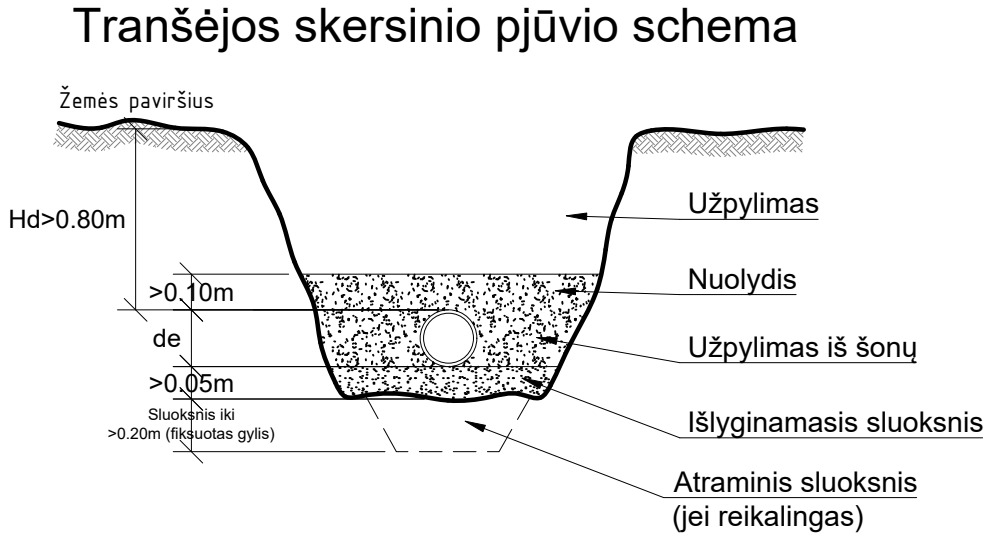 Tranšėjos skersinio pjūvio schema
Žemės paviršius
Hd>0.80m
Užpylimas
>0.10m
Nuolydis
de
Užpylimas iš šonų
>0.05m
Sluoksnis iki
>0.20m (fiksuotas gylis)
Išlyginamasis sluoksnis
Atraminis sluoksnis
(jei reikalingas)